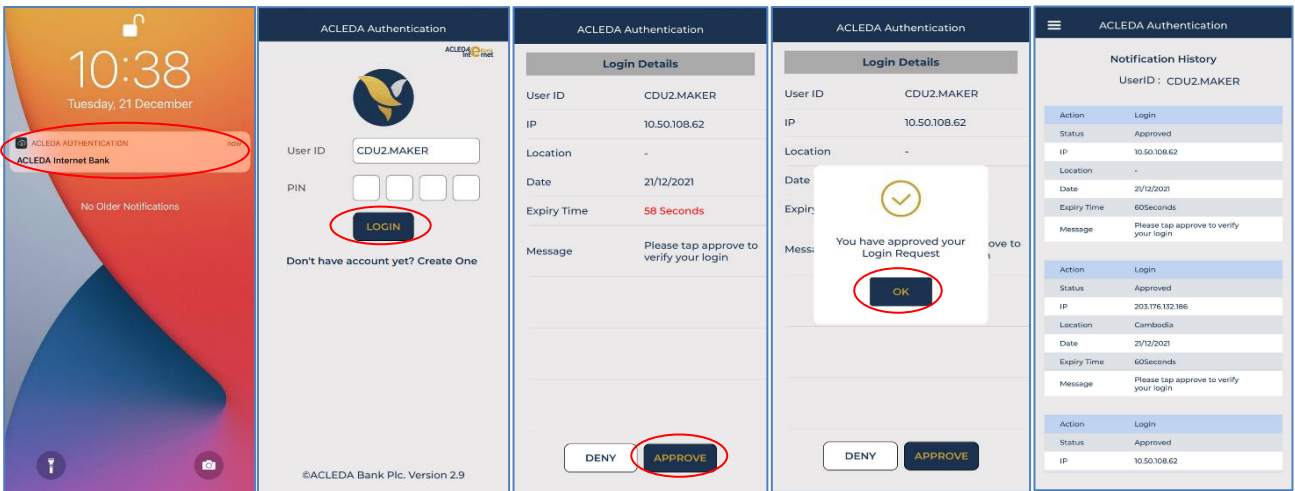 10:38
Tuesday, 21 December
ACLEDA AUTHENTICATION now
ACLEDA Internet Bank
No Older Notifications
ACLEDA Authentication
User ID CDU2.MAKER
PIN
LOGIN
Don't have account yet? Create One
©ACLEDA Bank Plc. Version 2.9
ACLEDA Authentication
Login Details
User ID CDU2.MAKER
IP 10.50.108.62
Location -
Date 21/12/2021
Expiry Time 58 Seconds
Message Please tap approve to
verify your login
DENY APPROVE
ACLEDA Authentication
Login Details
User ID CDU2.MAKER
IP 10.50.108.62
Location -
Date
You have approved your
Login Request
OK
DENY APPROVE
ACLEDA Authentication
Notification History
UserID : CDU2.MAKER
Action Login
Status Approved
IP 10.50.108.62
Location -
Date 21/12/2021
Expiry Time 60Seconds
Message Please tap approve to verify
your login
Action Login
Status Approved
IP 203.176.132.186
Location Cambodia
Date 21/12/2021
Expiry Time 60Seconds
Message Please tap approve to verify
your login
Action Login
Status Approved
IP 10.50.108.62